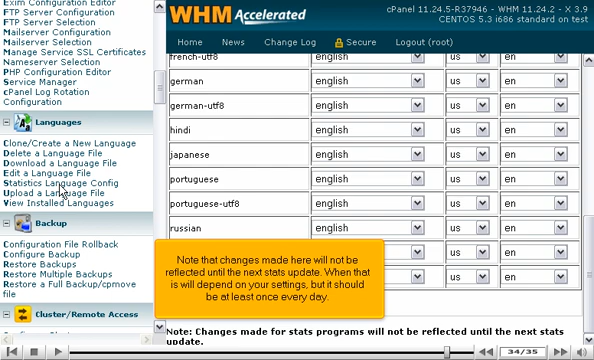 Exim Configuration Editor
FTP Server Configuration
FTP Server Selection
Mailserver Configuration
Mailserver Selection
Manage Service SSL Certificates
Nameserver Selection
PHP Configuration Editor
Service Manager
cPanel Log Rotation
Configuration
Languages
Clone/Create a New Language
Delete a Language File
Download a Language File
Edit a Language File
Statistics Language Config
Upload a Language File
View Installed Languages
Backup
Configuration File Rollback
Configure Backup
Restore Backups
Restore Multiple Backups
Restore a Full Backup/cpmove
file
Cluster/Remote Access
WHM Accelerated
cPanel 11.24.5-R37946 - WHM 11.24.2 - X 3.9
CENTOS 5.3 i686 standard on test
Home News Change Log Secure Logout (root)
french-utf8 english us en
german english us en
german-utf8 english us en
hindi english us en
japanese english us en
portuguese english us en
portuguese-utf8 english us en
russian english us en
us en
us en
Note that changes made here will not be
reflected until the next stats update. When that
is will depend on your settings, but it should
be at least once every day.
Note: Changes made for stats programs will not be reflected until the next stats
update.
34/35